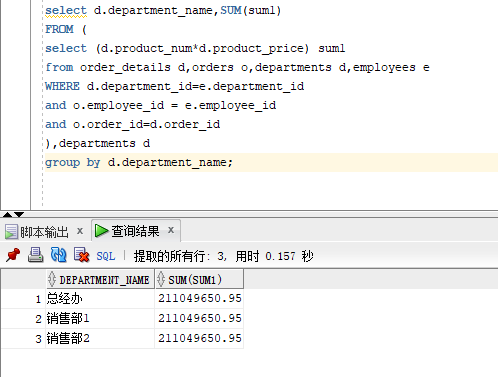 select d.department_name,SUM(sum1)
FROM (
select (d.product_num*d.product_price) sum1
from order_details d,orders o,departments d,employees e
WHERE d.department_id=e.department_id
and o.employee_id = e.employee_id
and o.order_id=d.order_id
),departments d
group by d.department_name;
脚本输出 x 查询结果 x
SQL | 提取的所有行: 3, 用时 0.157 秒
DEPARTMENT_NAME SUM(SUM1)
1 总经办 211049650.95
2 销售部1 211049650.95
3 销售部2 211049650.95